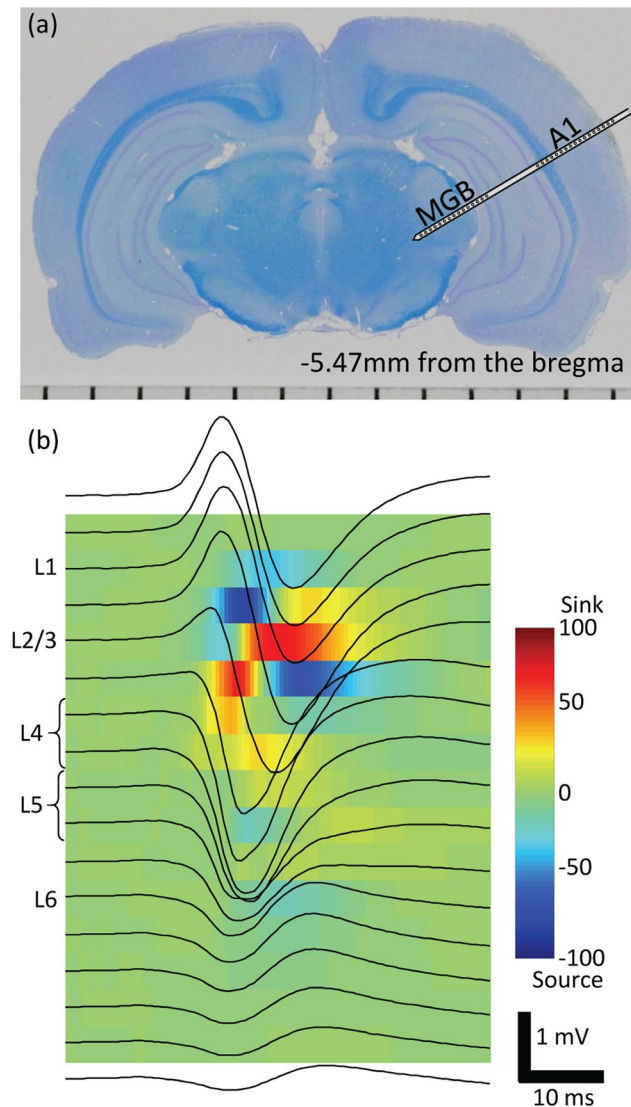 (a)
A1
MGB
-5.47mm from the bregma
(b)
L1
L2/3
L4
L5
L6
Sink
100
50
0
-50
-100
Source
1 mV
10 ms